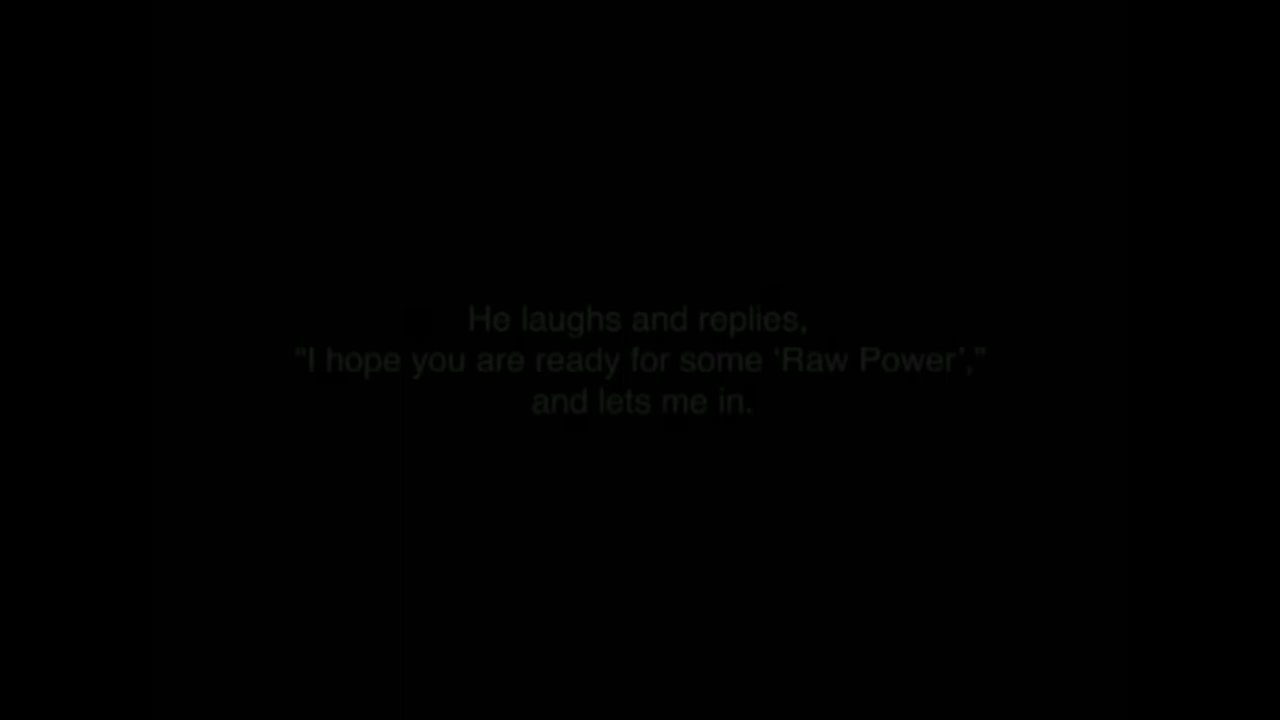 He laughs and replies,
"I hope you are ready for some ‘Raw Power’,”
and lets me in.